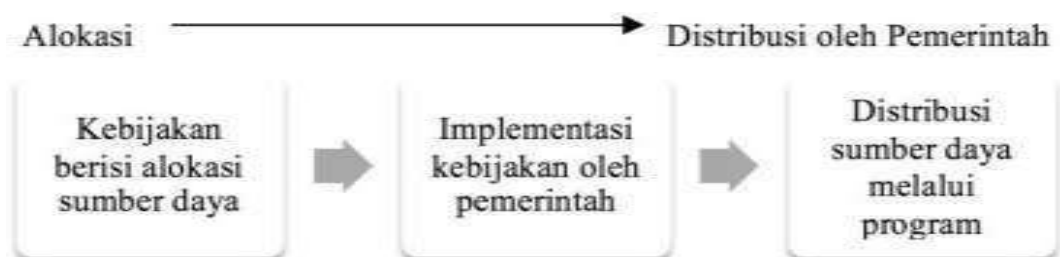 Alokasi
Distribusi oleh Pemerintah
Kebijakan
berisi alokasi
sumber daya
Implementasi
kebijakan oleh
pemerintah
Distribusi
sumber daya
melalui
program